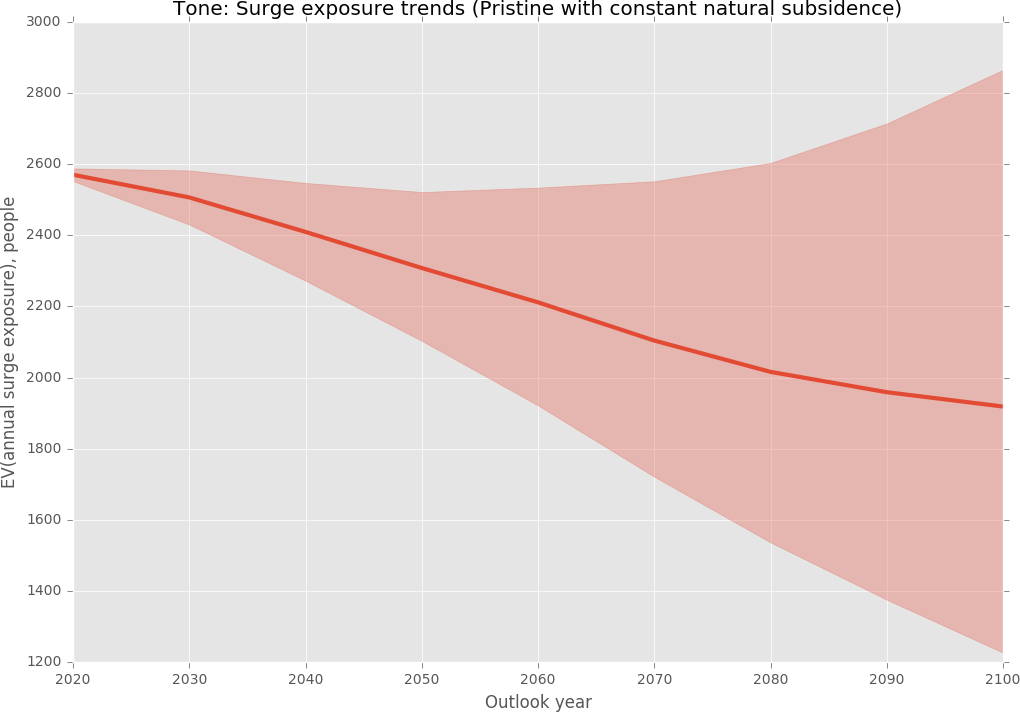 Tone: Surge exposure trends (Pristine with constant natural subsidence)
3000
2800
2600
2400
2200
2000
1800
1600
1400
1200
EV(annual surge exposure), people
2020 2030 2040 2050 2060 2070 2080 2090 2100
Outlook year